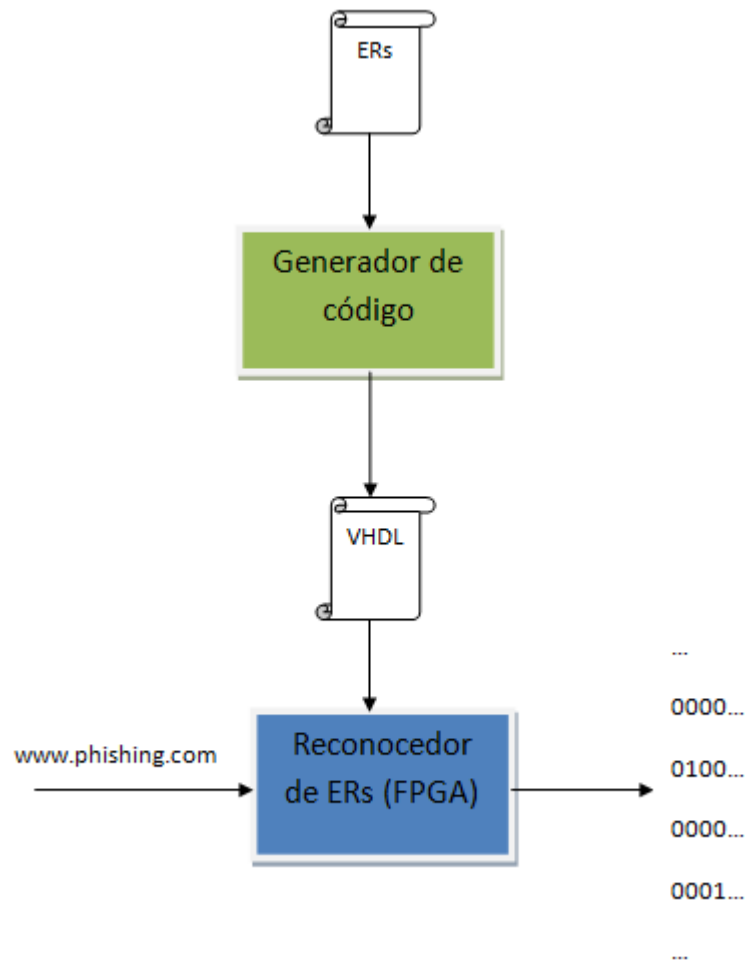 ERs
Generador de
código
VHDL
www.phishing.com
Reconocedor
de ERs (FPGA)
...
0000...
0100...
0000...
0001...
...